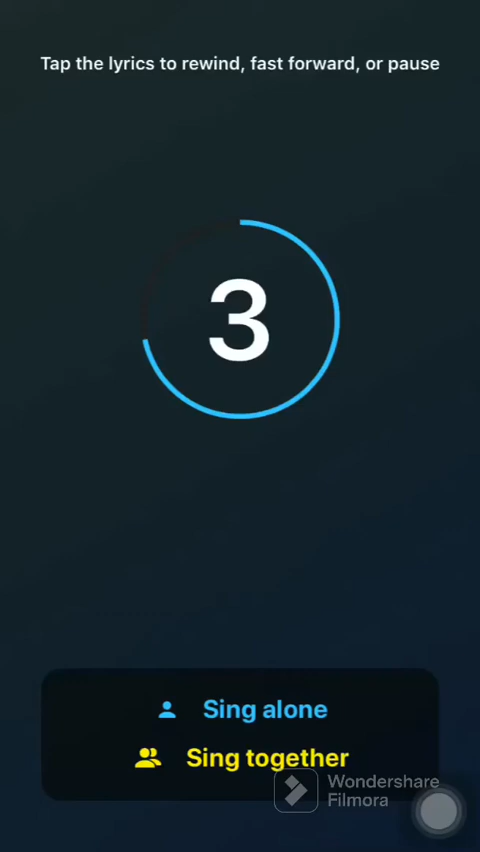 Tap the lyrics to rewind, fast forward, or pause
3
Sing alone
Sing together
Wondershare
Filmora